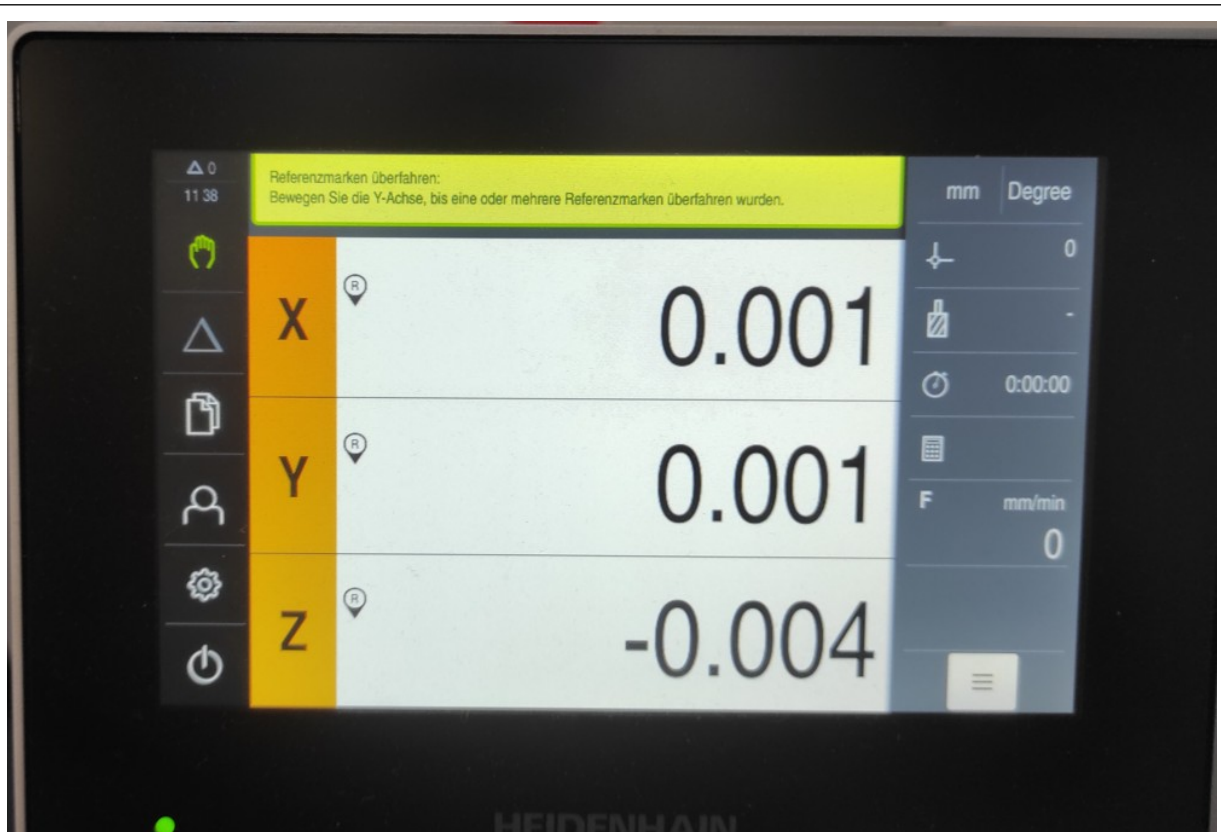 0
11 38
Referenzmarken überfahren:
Bewegen Sie die Y-Achse, bis eine oder mehrere Referenzmarken überfahren wurden.
mm Degree
0
X R 0.001
-
0:00:00
Y R 0.001
F mm/min
0
Z R -0.004
HEIDENHAIN